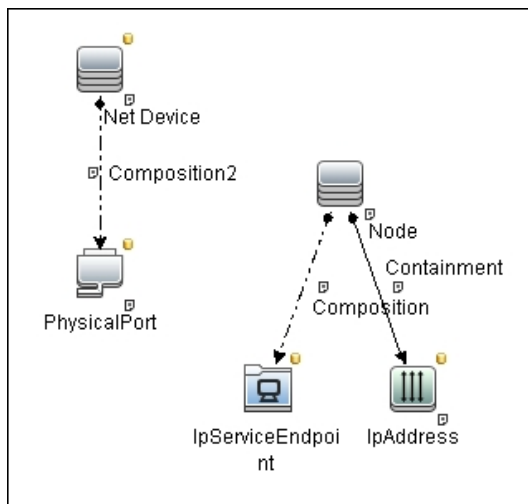 Net Device
Composition2
PhysicalPort
Node
Containment
Composition
IpServiceEndpoi
nt
IpAddress